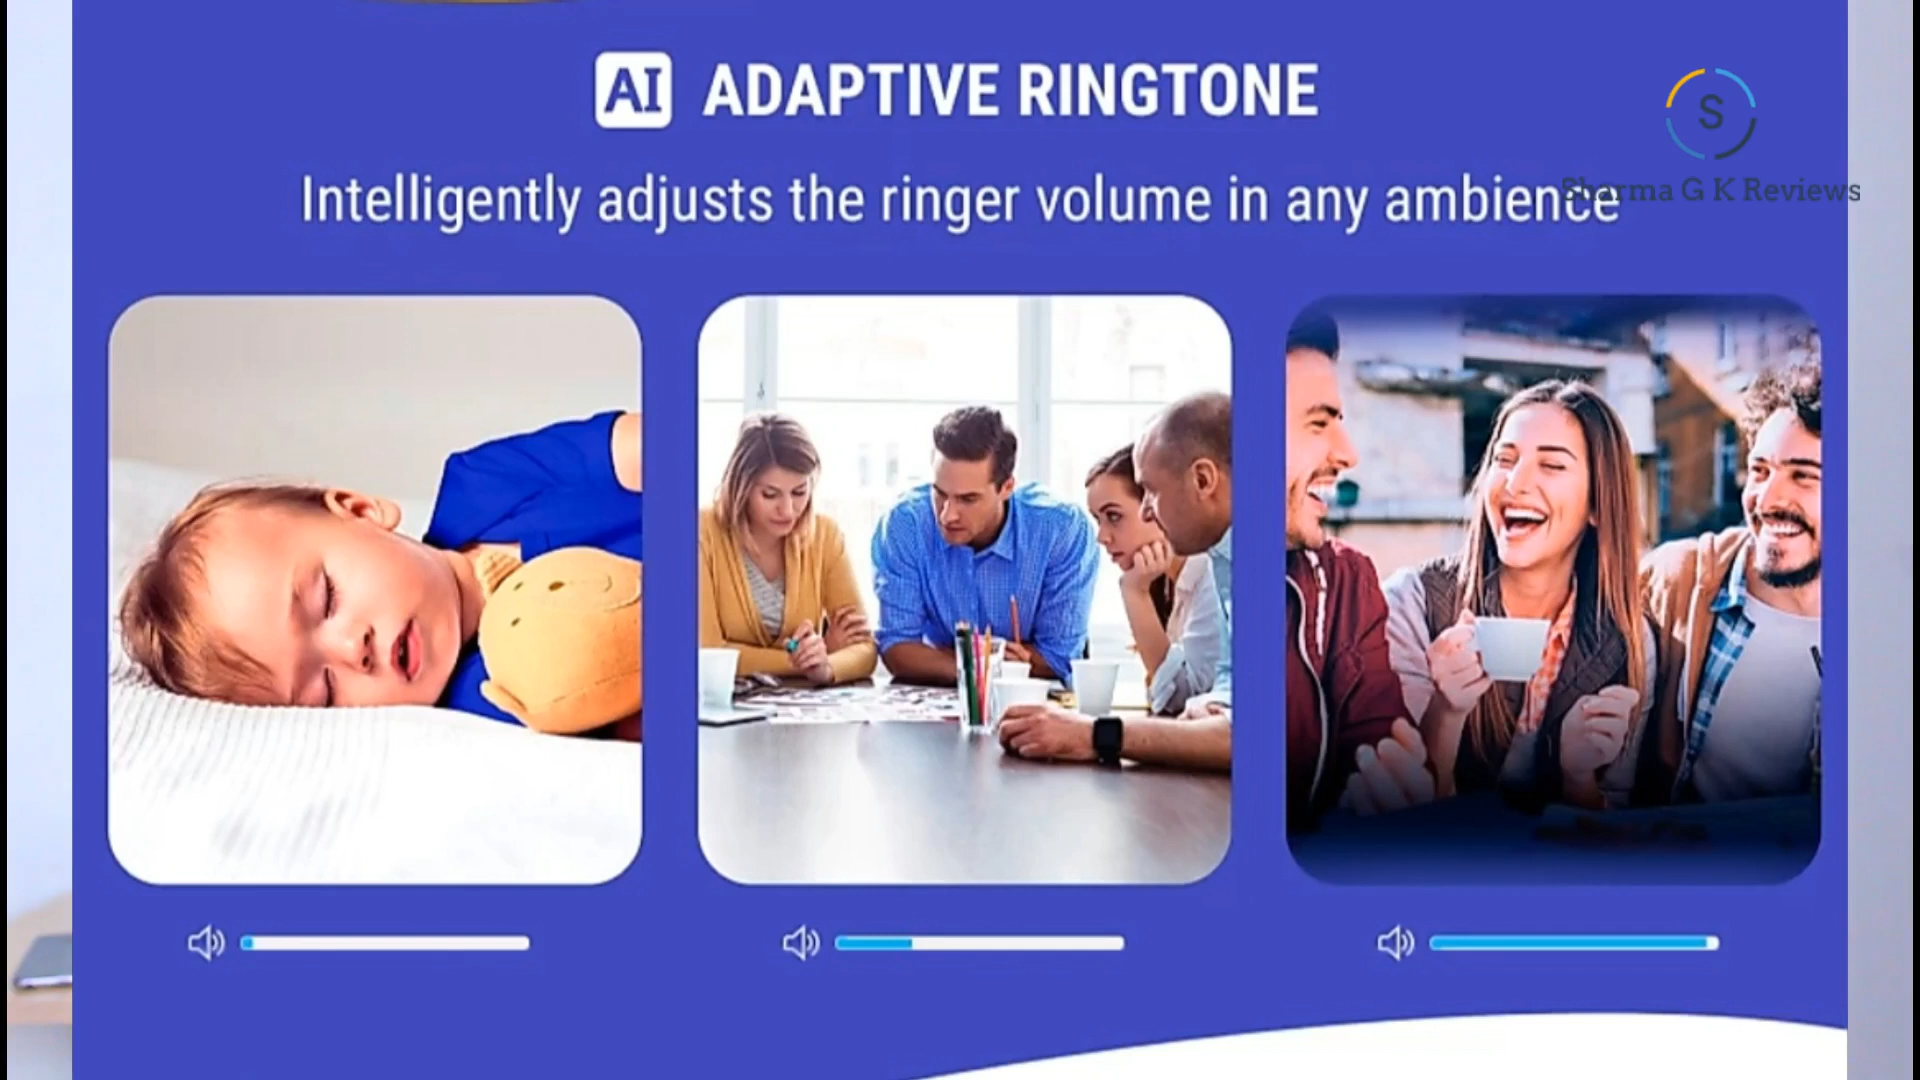 AI ADAPTIVE RINGTONE
S
Intelligently adjusts the ringer volume in any ambience
Sharma G K Reviews